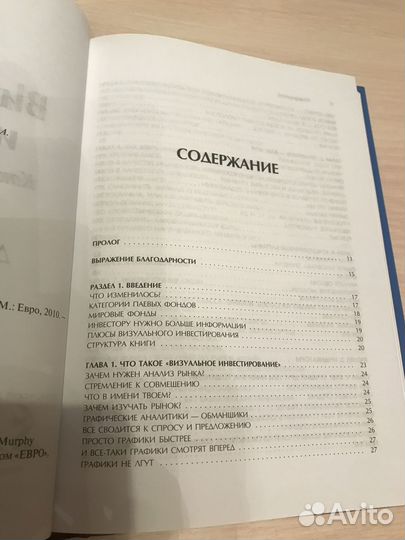 И.
М.: Евро, 2010. –
Murphy
ом «ЕВРО».
СОДЕРЖАНИЕ
ПРОЛОГ 13
ВЫРАЖЕНИЕ БЛАГОДАРНОСТИ 15
РАЗДЕЛ 1. ВВЕДЕНИЕ
ЧТО ИЗМЕНИЛОСЬ? 17
КАТЕГОРИИ ПАЕВЫХ ФОНДОВ 17
МИРОВЫЕ ФОНДЫ 18
ИНВЕСТОРУ НУЖНО БОЛЬШЕ ИНФОРМАЦИИ 19
ПЛЮСЫ ВИЗУАЛЬНОГО ИНВЕСТИРОВАНИЯ 19
СТРУКТУРА КНИГИ 20
20
ГЛАВА 1. ЧТО ТАКОЕ «ВИЗУАЛЬНОЕ ИНВЕСТИРОВАНИЕ» 23
ЗАЧЕМ НУЖЕН АНАЛИЗ РЫНКА? 24
СТРЕМЛЕНИЕ К СОВМЕЩЕНИЮ 24
ЧТО В ИМЕНИ ТВОЕМ? 24
ЗАЧЕМ ИЗУЧАТЬ РЫНОК? 25
ГРАФИЧЕСКИЕ АНАЛИТИКИ — ОБМАНЩИКИ 25
ВСЕ СВОДИТСЯ К СПРОСУ И ПРЕДЛОЖЕНИЮ 26
ПРОСТО ГРАФИКИ БЫСТРЕЕ 26
И ВСЕ-ТАКИ ГРАФИКИ СМОТРЯТ ВПЕРЕД 27
ГРАФИКИ НЕ ЛГУТ 27
Avito